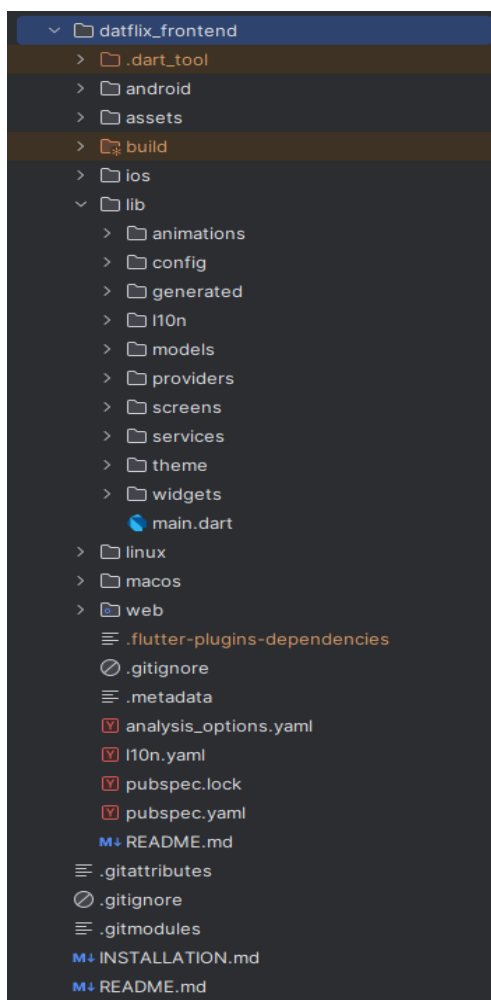 datflix_frontend
.dart_tool
android
assets
build
ios
lib
animations
config
generated
l10n
models
providers
screens
services
theme
widgets
main.dart
linux
macos
web
.flutter-plugins-dependencies
.gitignore
.metadata
Y analysis_options.yaml
Y l10n.yaml
Y pubspec.lock
Y pubspec.yaml
M↓ README.md
.gitattributes
.gitignore
.gitmodules
M↓ INSTALLATION.md
M↓ README.md